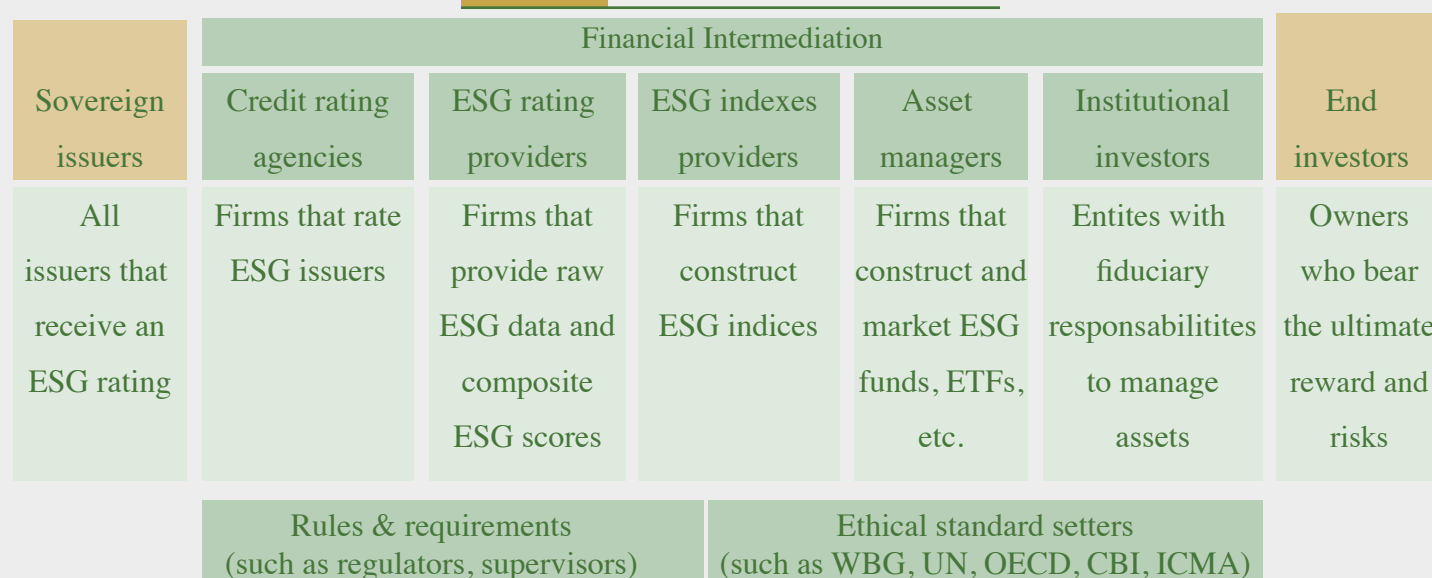 Financial Intermediation
Sovereign
issuers
Credit rating
agencies
ESG rating
providers
ESG indexes
providers
Asset
managers
Institutional
investors
End
investors
All
issuers that
receive an
ESG rating
Firms that rate
ESG issuers
Firms that
provide raw
ESG data and
composite
ESG scores
Firms that
construct
ESG indices
Firms that
construct and
market ESG
funds, ETFs,
etc.
Entites with
fiduciary
responsabilitites
to manage
assets
Owners
who bear
the ultimate
reward and
risks
Rules & requirements
(such as regulators, supervisors)
Ethical standard setters
(such as WBG, UN, OECD, CBI, ICMA)